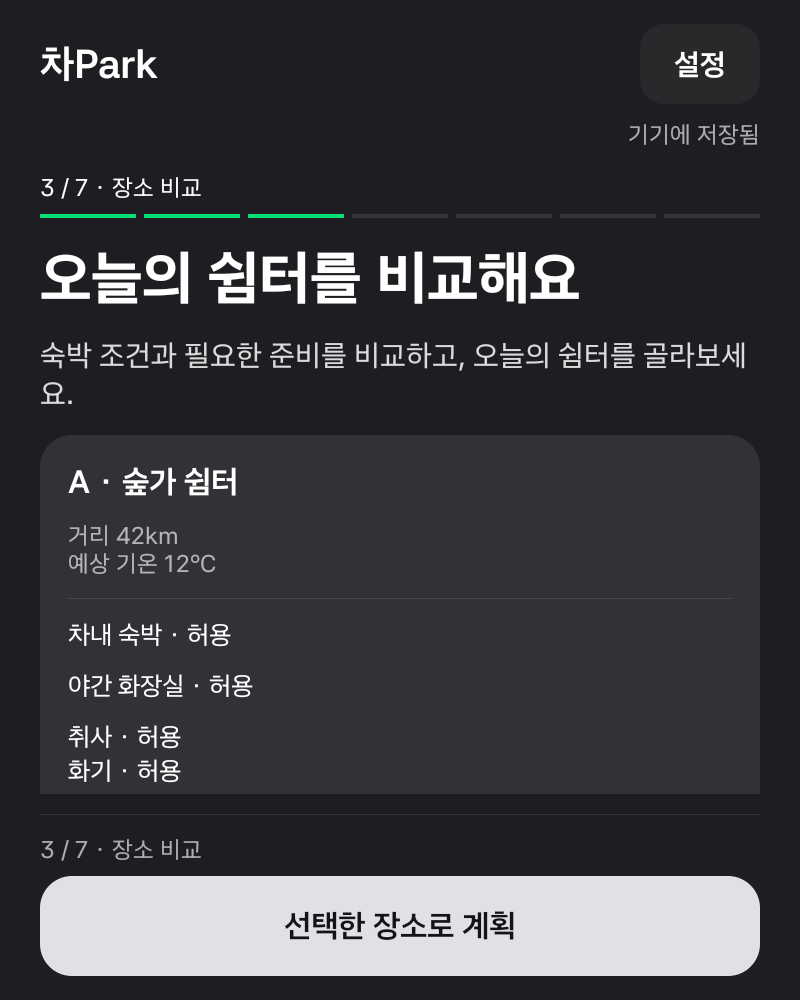 차Park
설정
기기에 저장됨
3 / 7 · 장소 비교
오늘의 쉼터를 비교해요
숙박 조건과 필요한 준비를 비교하고, 오늘의 쉼터를 골라보세
요.
A · 숲가 쉼터
거리 42km
예상 기온 12°C
차내 숙박 · 허용
야간 화장실 · 허용
취사 · 허용
화기 · 허용
3 / 7 · 장소 비교
선택한 장소로 계획